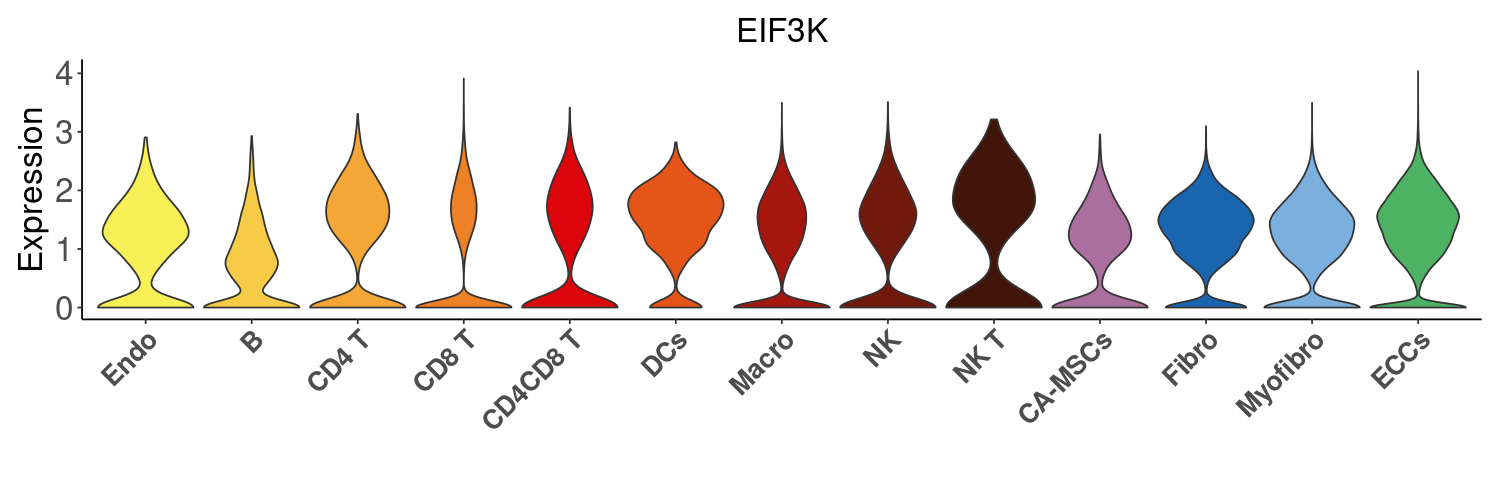 EIF3K
Expression
4
3
2
1
0
Endo
B
CD4 T
CD8 T
CD4CD8 T
DCs
Macro
NK
NK T
CA-MSCs
Fibro
Myofibro
ECCs